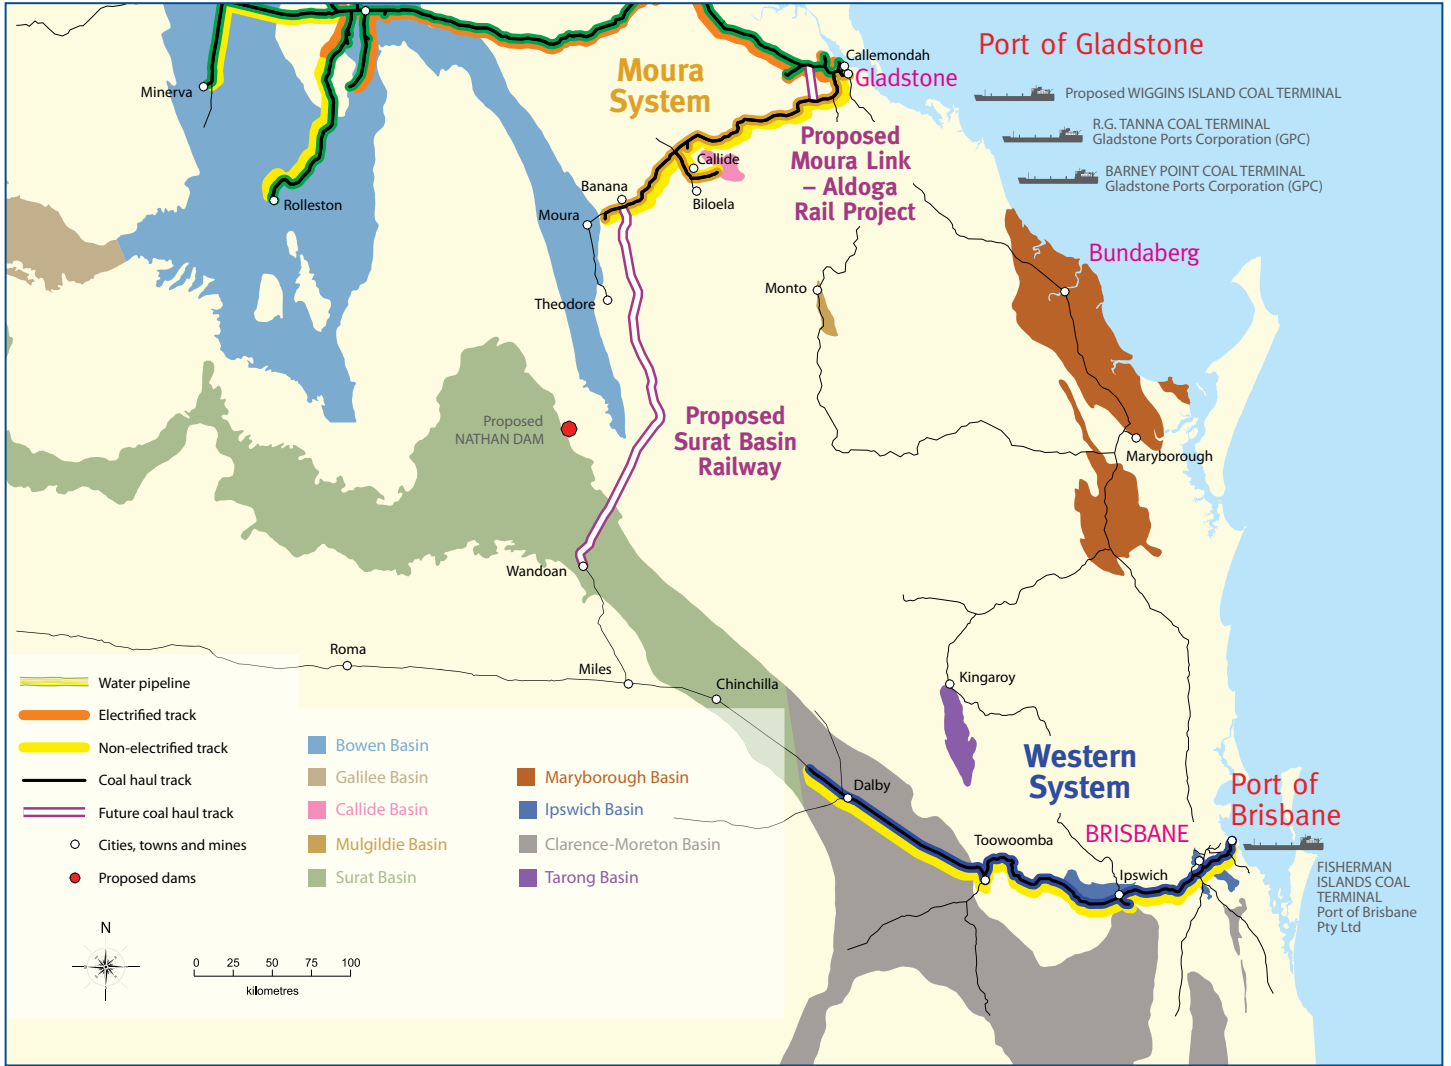 Port of Gladstone
Callemondah
Gladstone
Minerva
Moura
System
Proposed WIGGINS ISLAND COAL TERMINAL
R.G. TANNA COAL TERMINAL
Gladstone Ports Corporation (GPC)
BARNEY POINT COAL TERMINAL
Gladstone Ports Corporation (GPC)
Proposed
Moura Link
– Aldoga
Rail Project
Callide
Banana
Biloela
Rolleston
Moura
Bundaberg
Theodore
Monto
Proposed
NATHAN DAM
Proposed
Surat Basin
Railway
Maryborough
Wandoan
Roma
Miles
Chinchilla
Kingaroy
Western
System
Dalby
Toowoomba
BRISBANE
Ipswich
Port of
Brisbane
FISHERMAN
ISLANDS COAL
TERMINAL
Port of Brisbane
Pty Ltd
Water pipeline
Electrified track
Non-electrified track
Coal haul track
Future coal haul track
Cities, towns and mines
Proposed dams
Bowen Basin
Galilee Basin
Callide Basin
Mulgildie Basin
Surat Basin
Maryborough Basin
Ipswich Basin
Clarence-Moreton Basin
Tarong Basin
N
0 25 50 75 100
kilometres